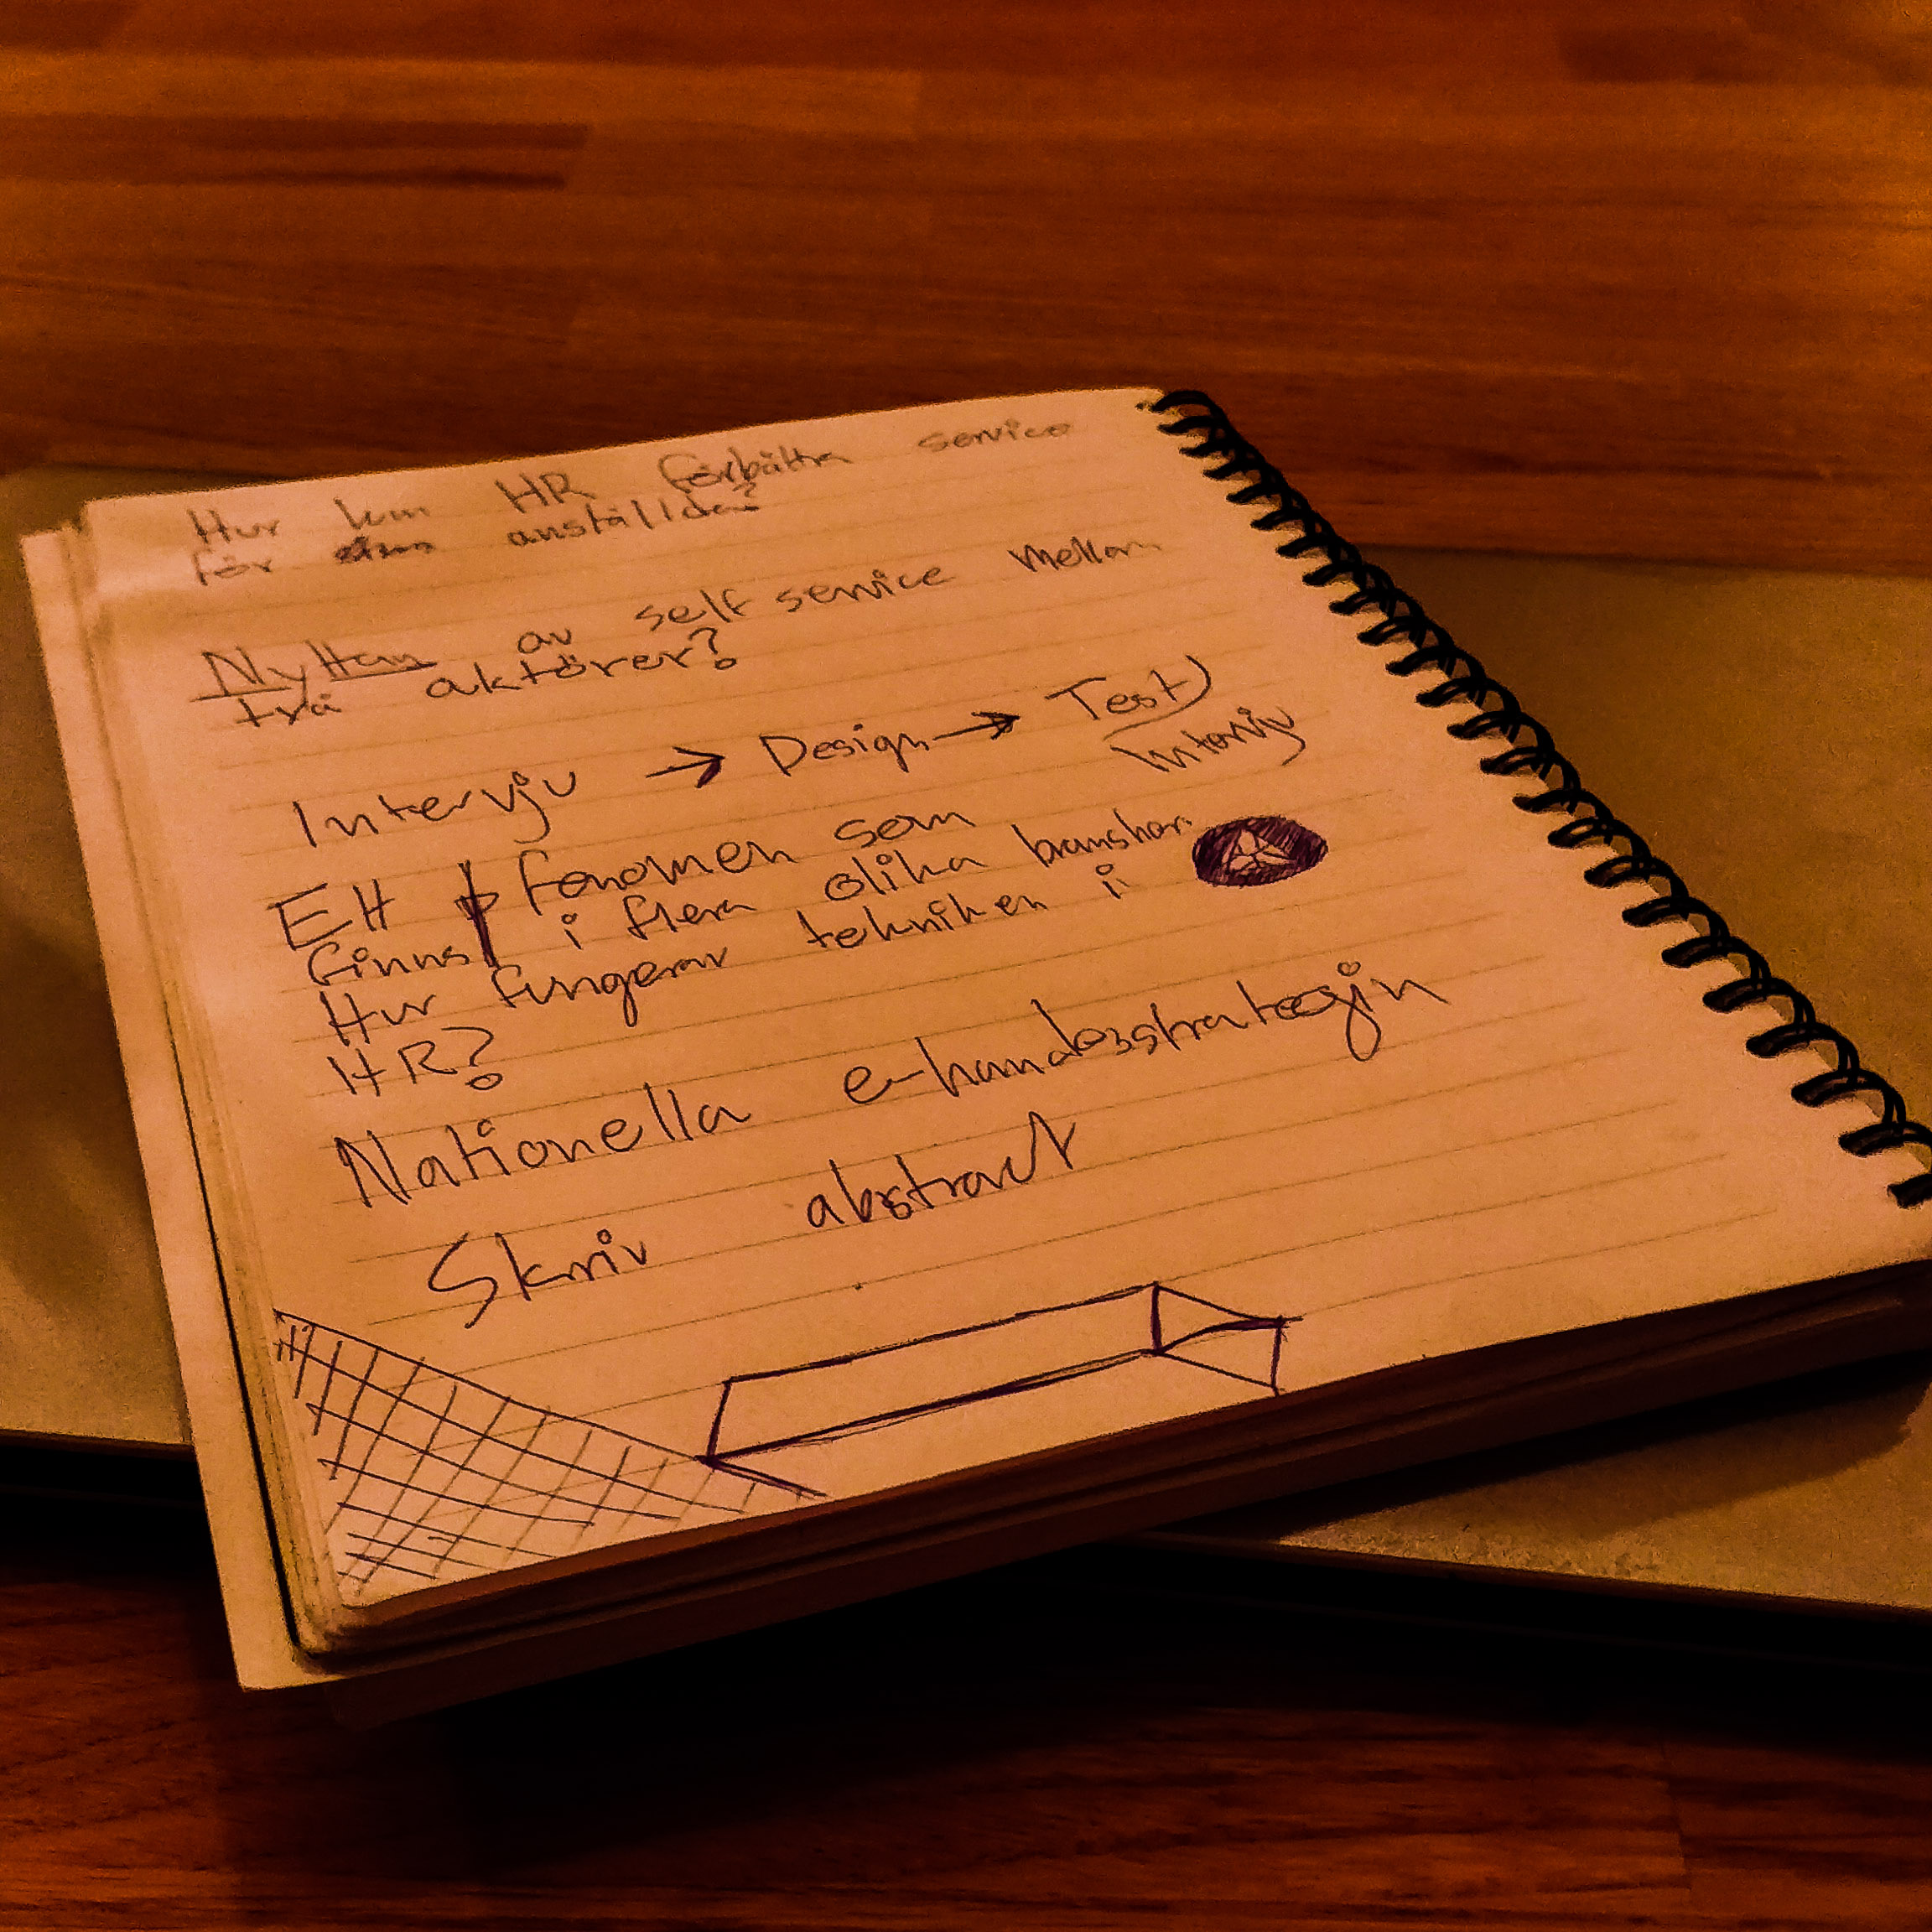 Hur kan HR förbättra service
för anställda?
Nyttan av self service mellan
två aktörer?
Intervju → Design → Test/
Intervju
Ett fenomen som
finns i flera olika branscher.
Hur fungerar tekniken i
HR?
Nationella e-handelsstrategin
Skriv abstract